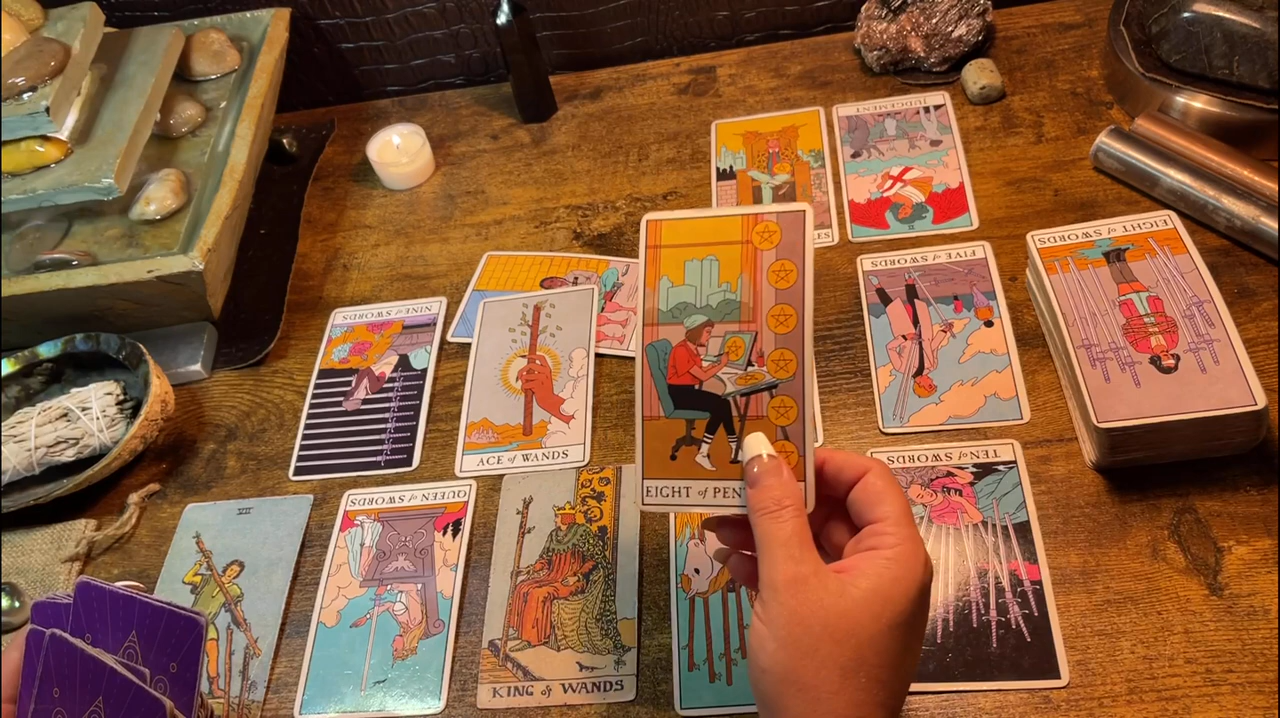 JUDGEMENT
TES
EIGHT of SWORDS
FIVE of SWORDS
NINE of SWORDS
ACE of WANDS
EIGHT of PEN
TEN of SWORDS
QUEEN of SWORDS
VII
KING of WANDS